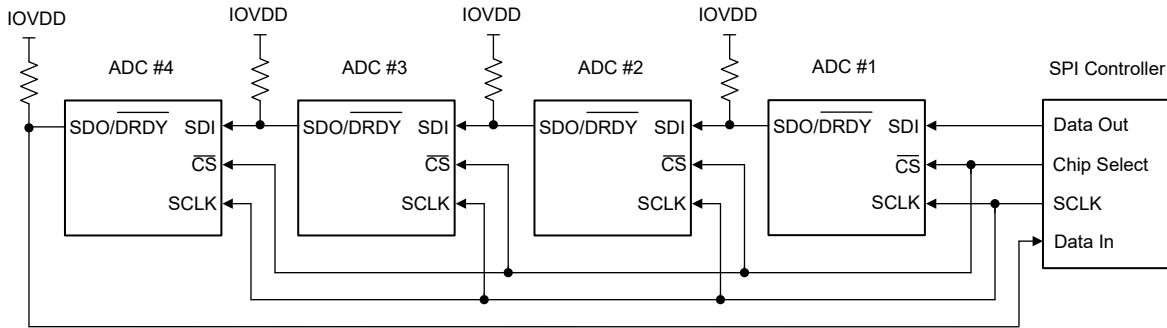 IOVDD IOVDD IOVDD IOVDD
ADC #4 ADC #3 ADC #2 ADC #1 SPI Controller
SDO/DRDY SDI SDO/DRDY SDI SDO/DRDY SDI SDO/DRDY SDI Data Out
CS CS CS CS Chip Select
SCLK SCLK SCLK SCLK SCLK
Data In